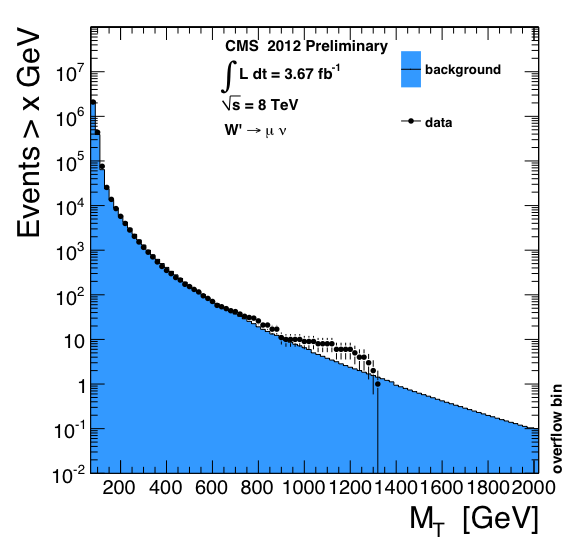 CMS 2012 Preliminary
∫ L dt = 3.67 fb⁻¹
√s = 8 TeV
W' → μ ν
background
data
Events > x GeV
10⁷
10⁶
10⁵
10⁴
10³
10²
10
1
10⁻¹
10⁻²
200 400 600 800 1000 1200 1400 1600 1800 2000
M_T [GeV]
overflow bin